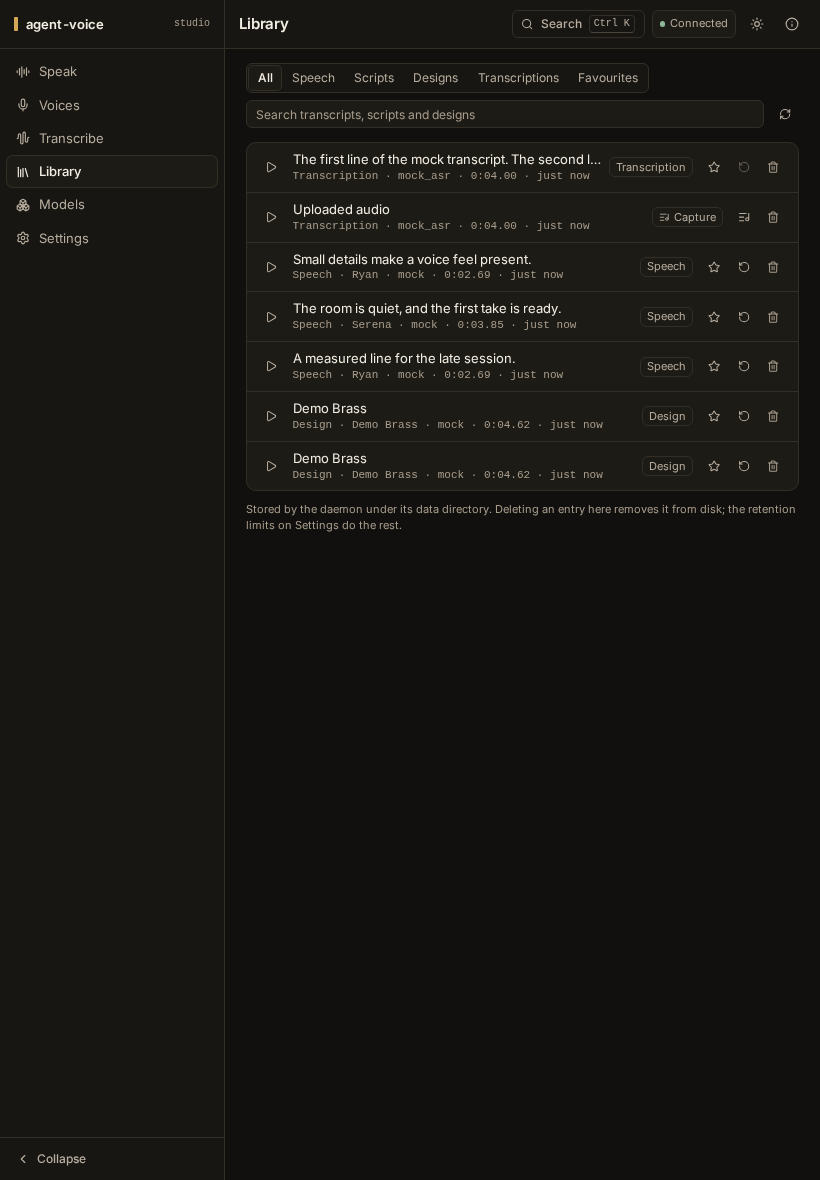 agent-voice
studio
Library
Search Ctrl K
Connected
Speak
Voices
Transcribe
Library
Models
Settings
All Speech Scripts Designs Transcriptions Favourites
Search transcripts, scripts and designs
The first line of the mock transcript. The second l...
Transcription
Transcription · mock_asr · 0:04.00 · just now
Uploaded audio
Capture
Transcription · mock_asr · 0:04.00 · just now
Small details make a voice feel present.
Speech
Speech · Ryan · mock · 0:02.69 · just now
The room is quiet, and the first take is ready.
Speech
Speech · Serena · mock · 0:03.85 · just now
A measured line for the late session.
Speech
Speech · Ryan · mock · 0:02.69 · just now
Demo Brass
Design
Design · Demo Brass · mock · 0:04.62 · just now
Demo Brass
Design
Design · Demo Brass · mock · 0:04.62 · just now
Stored by the daemon under its data directory. Deleting an entry here removes it from disk; the retention
limits on Settings do the rest.
Collapse